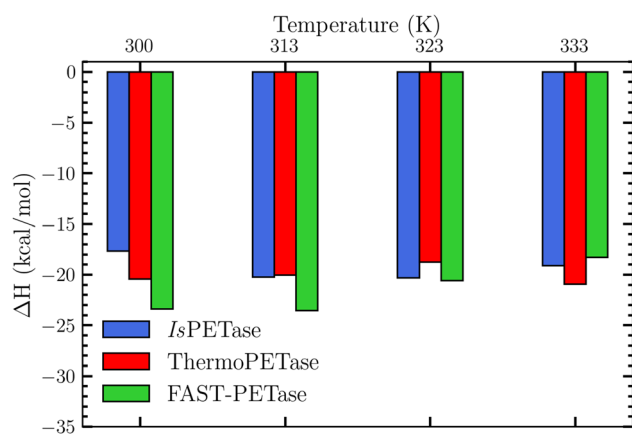 Temperature (K)
300 313 323 333
0
−5
−10
−15
−20
−25
−30
−35
ΔH (kcal/mol)
IsPETase
ThermoPETase
FAST-PETase